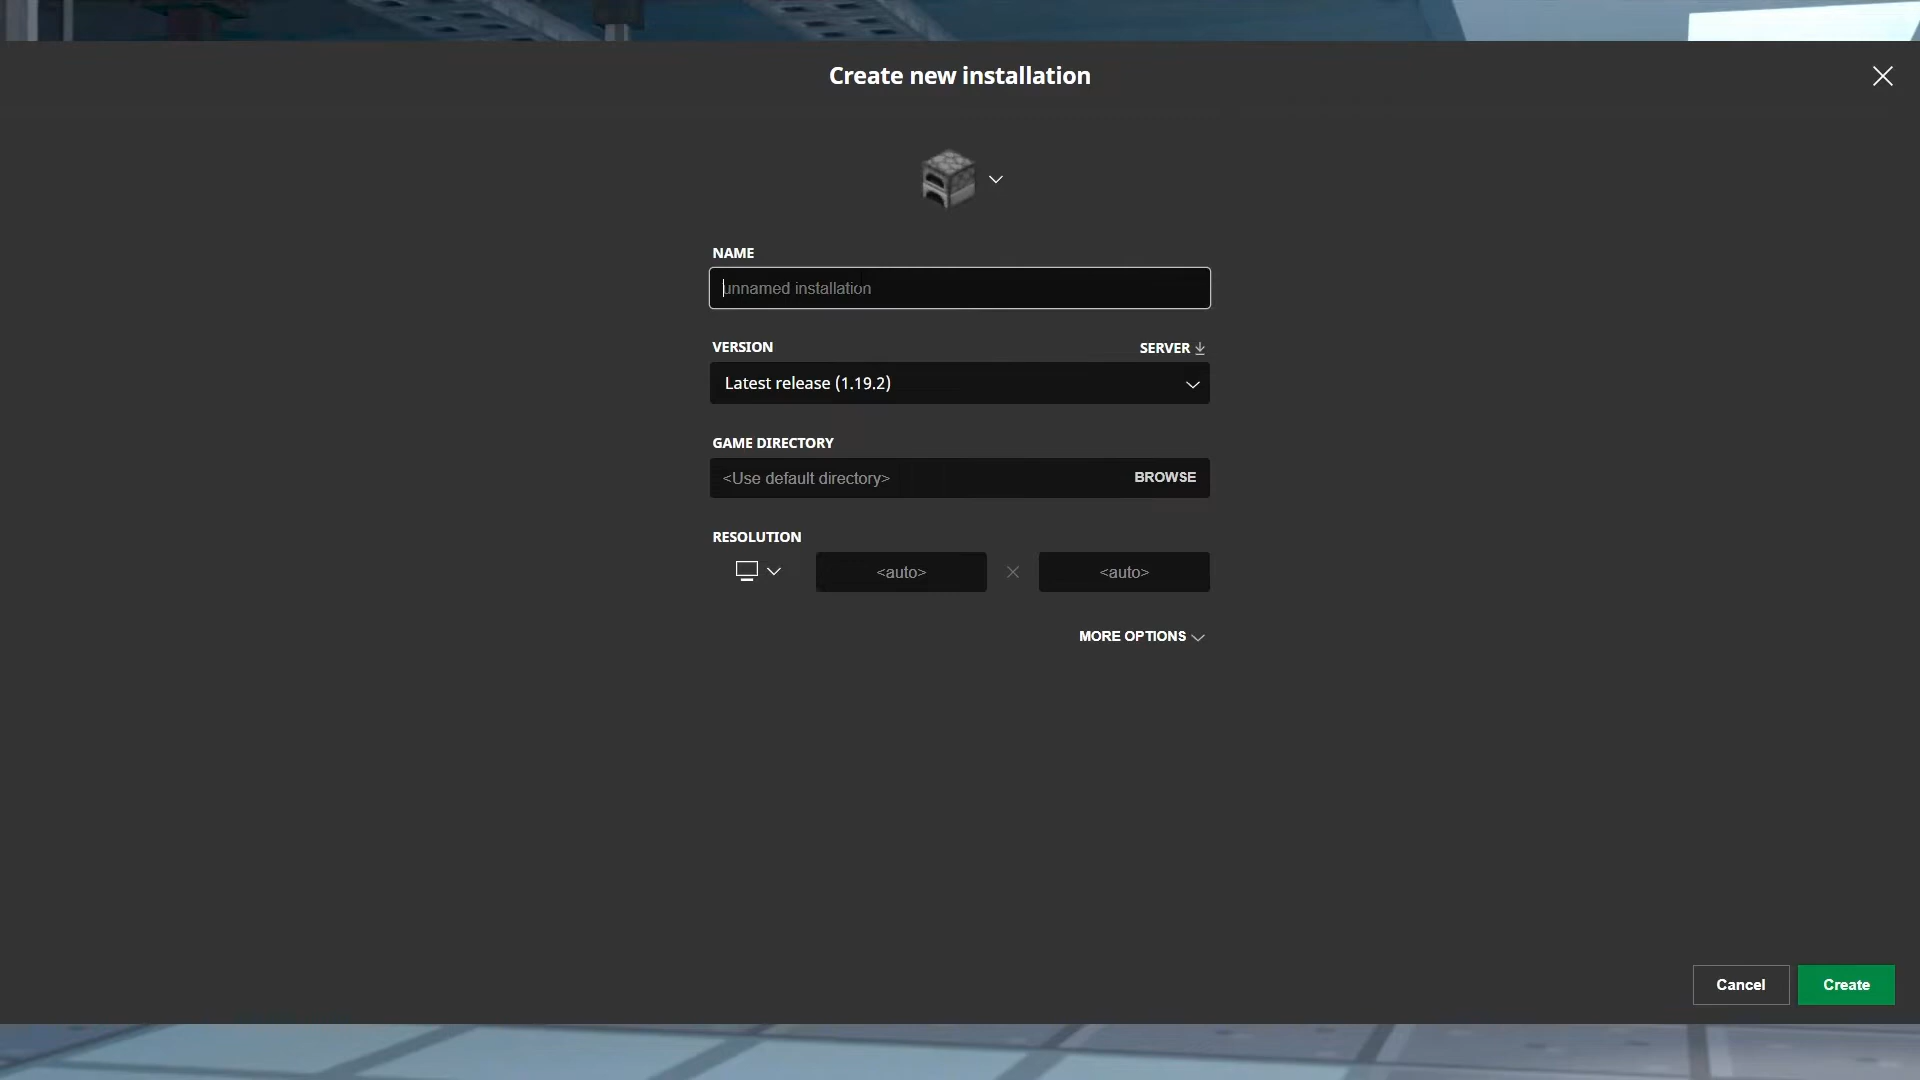 Create new installation
NAME
unnamed installation
VERSION
SERVER
Latest release (1.19.2)
GAME DIRECTORY
<Use default directory>
BROWSE
RESOLUTION
<auto>
<auto>
MORE OPTIONS
Cancel
Create